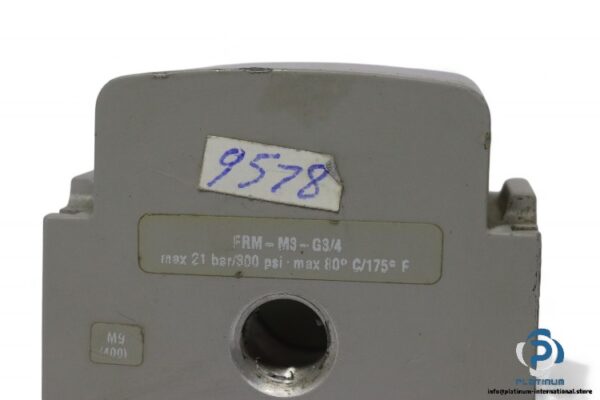 9578
FRM-M3-G3/4
max 21 bar/300 psi · max 80° C/175° F
M9
(400)
PLATINUM
info@platinum-international.store